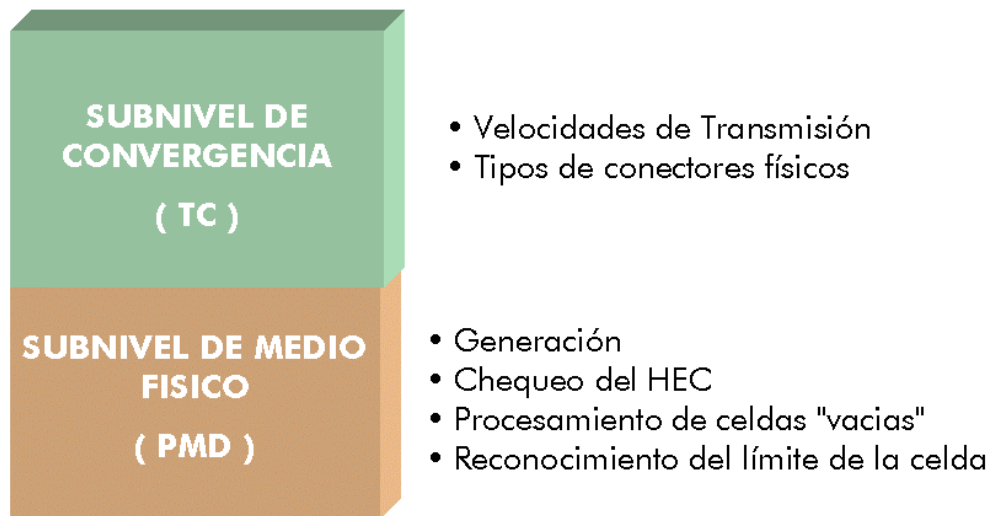 SUBNIVEL DE
CONVERGENCIA
( TC )
• Velocidades de Transmisión
• Tipos de conectores físicos
SUBNIVEL DE MEDIO
FISICO
( PMD )
• Generación
• Chequeo del HEC
• Procesamiento de celdas "vacias"
• Reconocimiento del límite de la celda